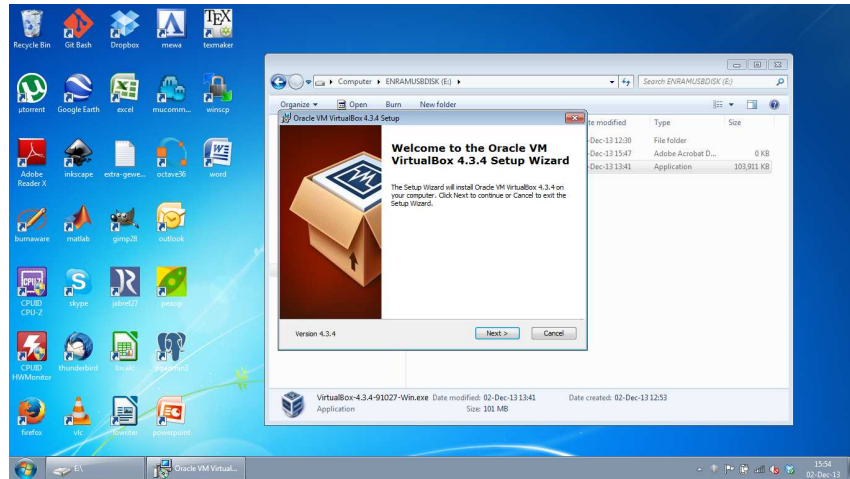 Recycle Bin
Git Bash
Dropbox
mewa
texmaker
µtorrent
Google Earth
excel
mucomm...
winscp
Adobe
Reader X
inkscape
extra-gewe...
octave36
word
burnaware
matlab
gimp28
outlook
CPUID
CPU-Z
skype
jabref27
CPUID
HWMonitor
thunderbird
localc
pgadmin3
firefox
vlc
lowriter
powerpoint
Computer ▸ ENRAMUSBDISK (E:) ▸
Search ENRAMUSBDISK (E:)
Organize
Open
Burn
New folder
te modified
Type
Size
-Dec-13 12:30
File folder
-Dec-13 15:47
Adobe Acrobat D...
0 KB
-Dec-13 13:41
Application
103,911 KB
Oracle VM VirtualBox 4.3.4 Setup
Welcome to the Oracle VM
VirtualBox 4.3.4 Setup Wizard
The Setup Wizard will install Oracle VM VirtualBox 4.3.4 on
your computer. Click Next to continue or Cancel to exit the
Setup Wizard.
Version 4.3.4
Next >
Cancel
VirtualBox-4.3.4-91027-Win.exe Date modified: 02-Dec-13 13:41
Date created: 02-Dec-13 12:53
Application
Size: 101 MB
E:\
Oracle VM Virtual...
15:54
02-Dec-13